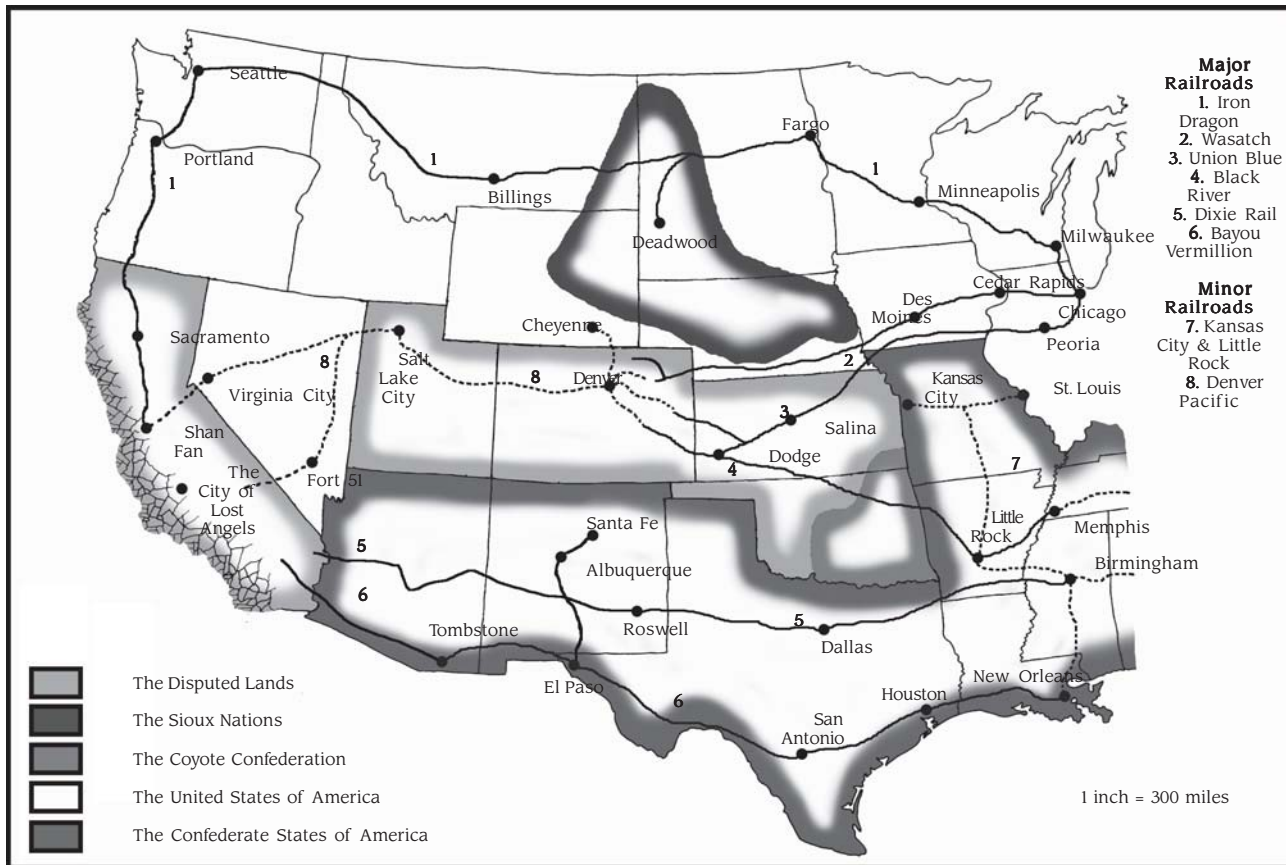 Seattle
Portland
1
1
Billings
Fargo
1
Minneapolis
Deadwood
Milwaukee
Cedar Rapids
Des
Moines
Chicago
Peoria
Cheyenne
2
Sacramento
8
Salt
Lake
City
8
Denver
Virginia City
Kansas
City
St. Louis
3
Salina
Shan
Fan
Dodge
4
7
The
City of
Lost
Angels
Fort 51
Little
Rock
Memphis
Santa Fe
5
Albuquerque
Birmingham
6
Tombstone
Roswell
5
Dallas
El Paso
New Orleans
Houston
6
San
Antonio
Major
Railroads
1. Iron
Dragon
2. Wasatch
3. Union Blue
4. Black
River
5. Dixie Rail
6. Bayou
Vermillion
Minor
Railroads
7. Kansas
City & Little
Rock
8. Denver
Pacific
The Disputed Lands
The Sioux Nations
The Coyote Confederation
The United States of America
The Confederate States of America
1 inch = 300 miles